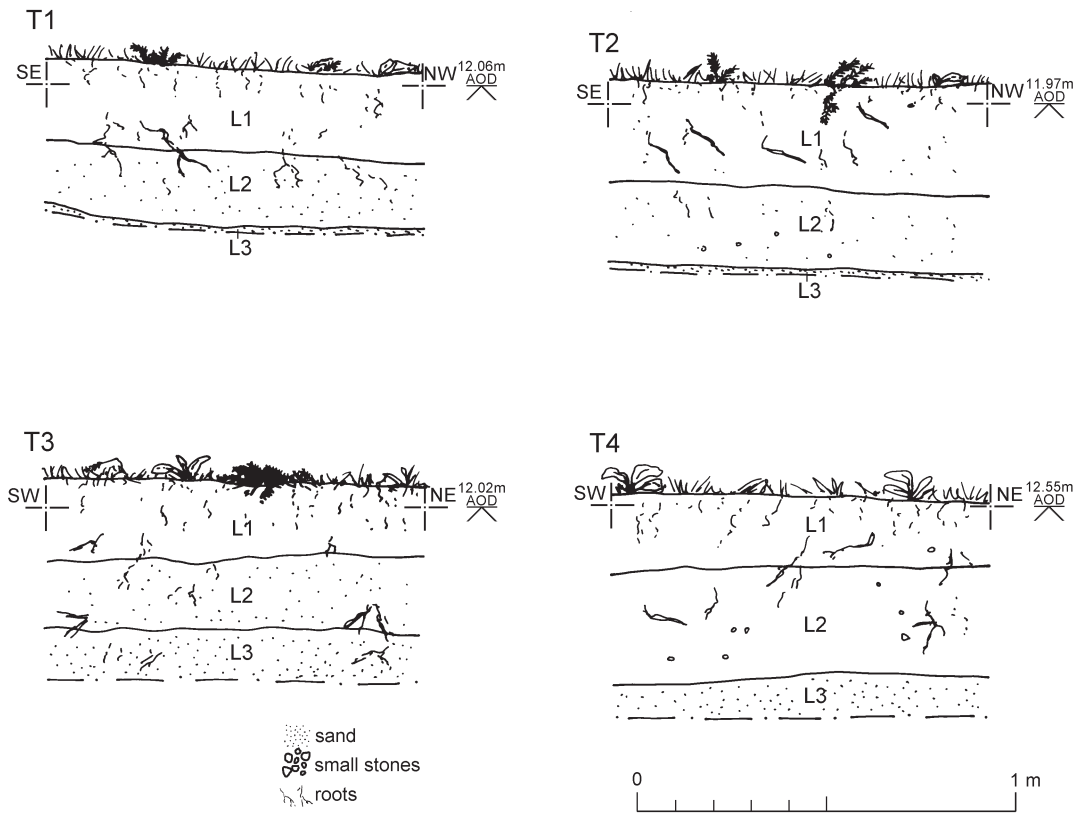 T1
SE
NW 12.06m
AOD
L1
L2
L3
T2
SE
NW 11.97m
AOD
L1
L2
L3
T3
SW
NE 12.02m
AOD
L1
L2
L3
T4
SW
NE 12.55m
AOD
L1
L2
L3
sand
small stones
roots
0 1 m